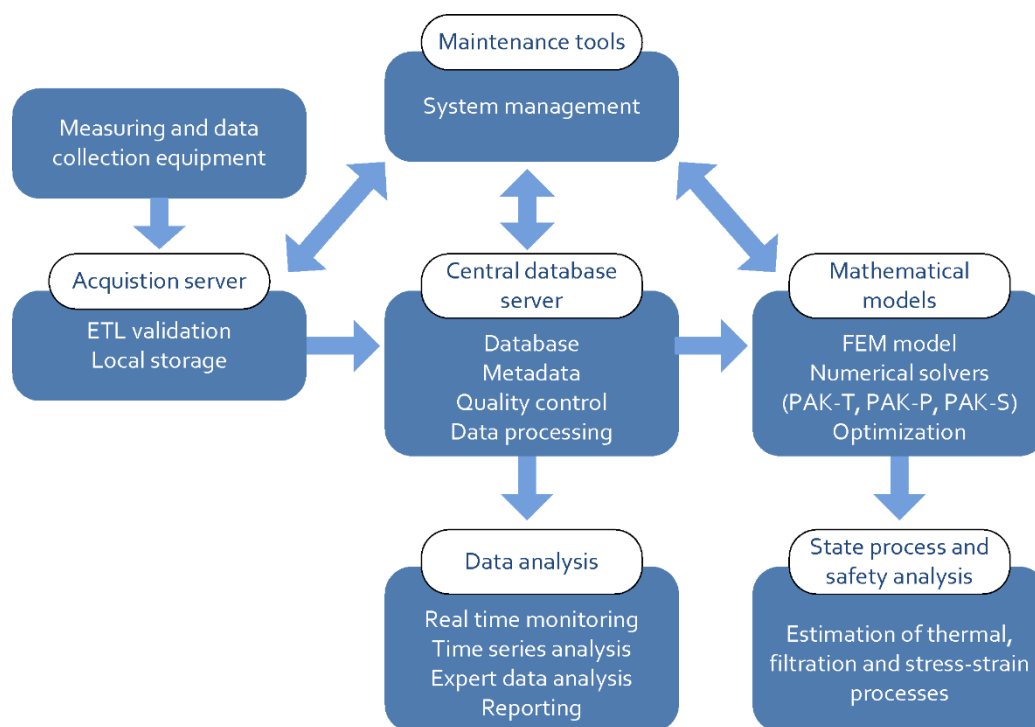 Maintenance tools
System management
Measuring and data
collection equipment
Acquistion server
ETL validation
Local storage
Central database
server
Database
Metadata
Quality control
Data processing
Mathematical
models
FEM model
Numerical solvers
(PAK-T, PAK-P, PAK-S)
Optimization
Data analysis
Real time monitoring
Time series analysis
Expert data analysis
Reporting
State process and
safety analysis
Estimation of thermal,
filtration and stress-strain
processes